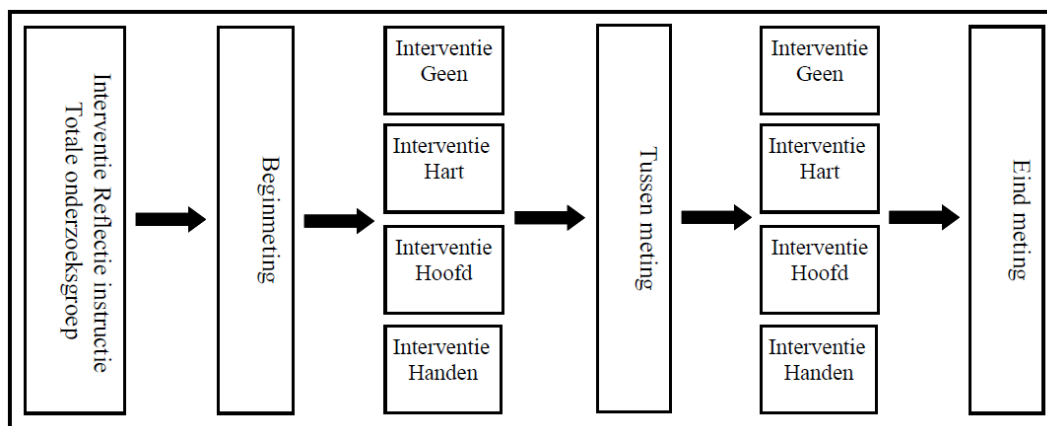 Interventie Reflectie instructie
Totale onderzoeksgroep
Beginmeting
Interventie
Geen
Interventie
Hart
Interventie
Hoofd
Interventie
Handen
Tussen meting
Interventie
Geen
Interventie
Hart
Interventie
Hoofd
Interventie
Handen
Eind meting